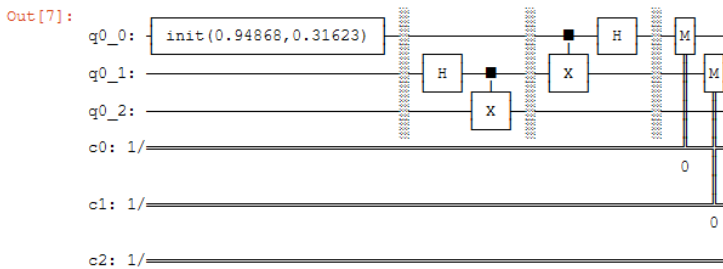 Out[7]:
q0_0: init(0.94868,0.31623) H M
q0_1: H X M
q0_2: X
c0: 1/
0
c1: 1/
0
c2: 1/